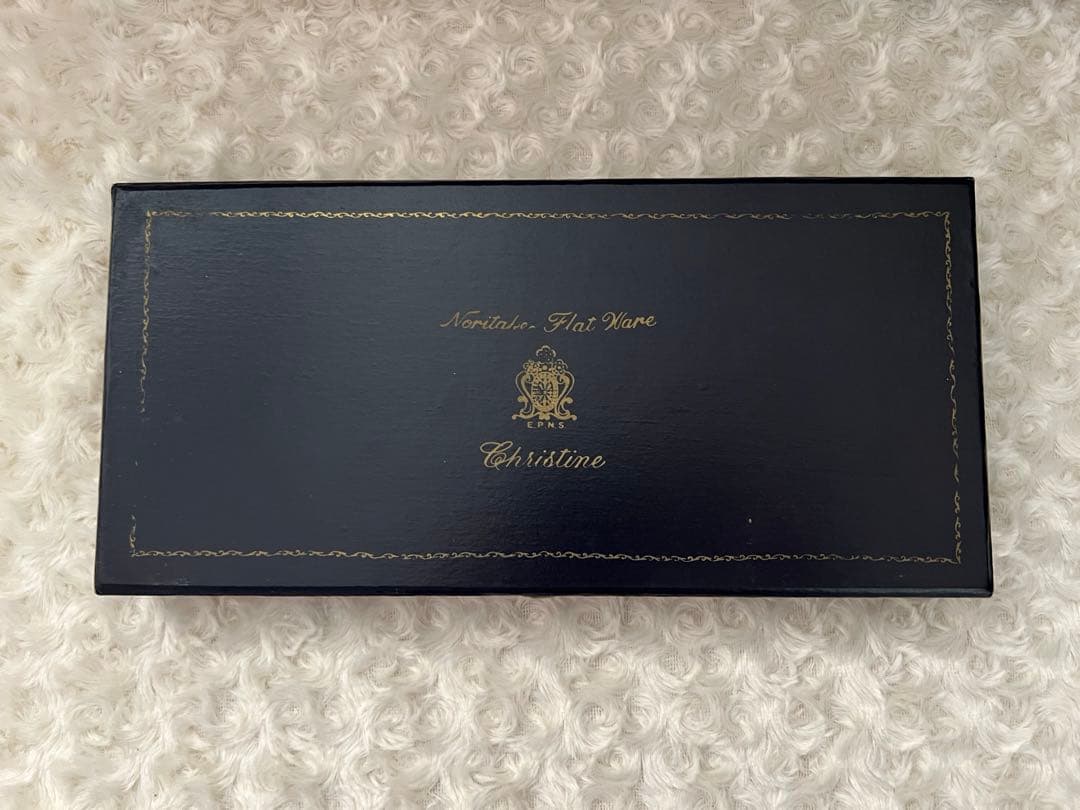 Noritake Flat Ware
E.P.N.S.
Christine